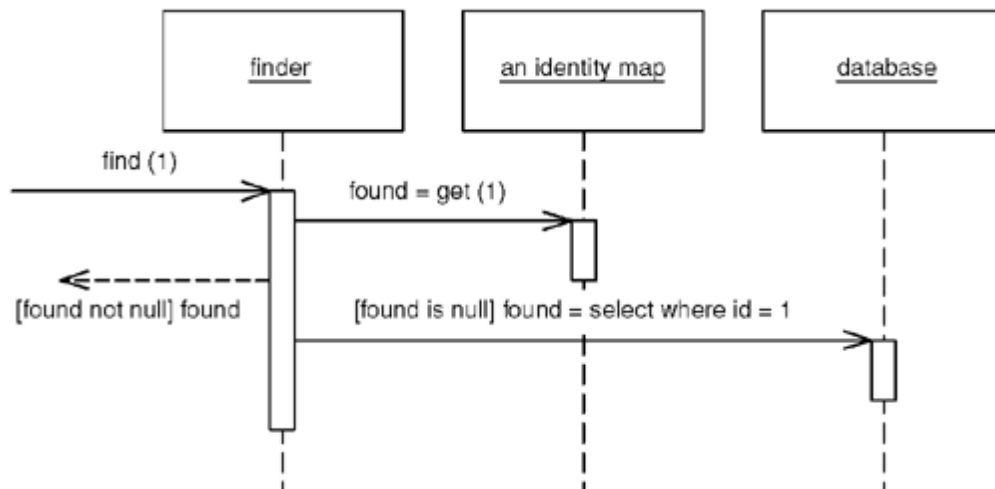 finder
an identity map
database
find (1)
found = get (1)
[found not null] found
[found is null] found = select where id = 1